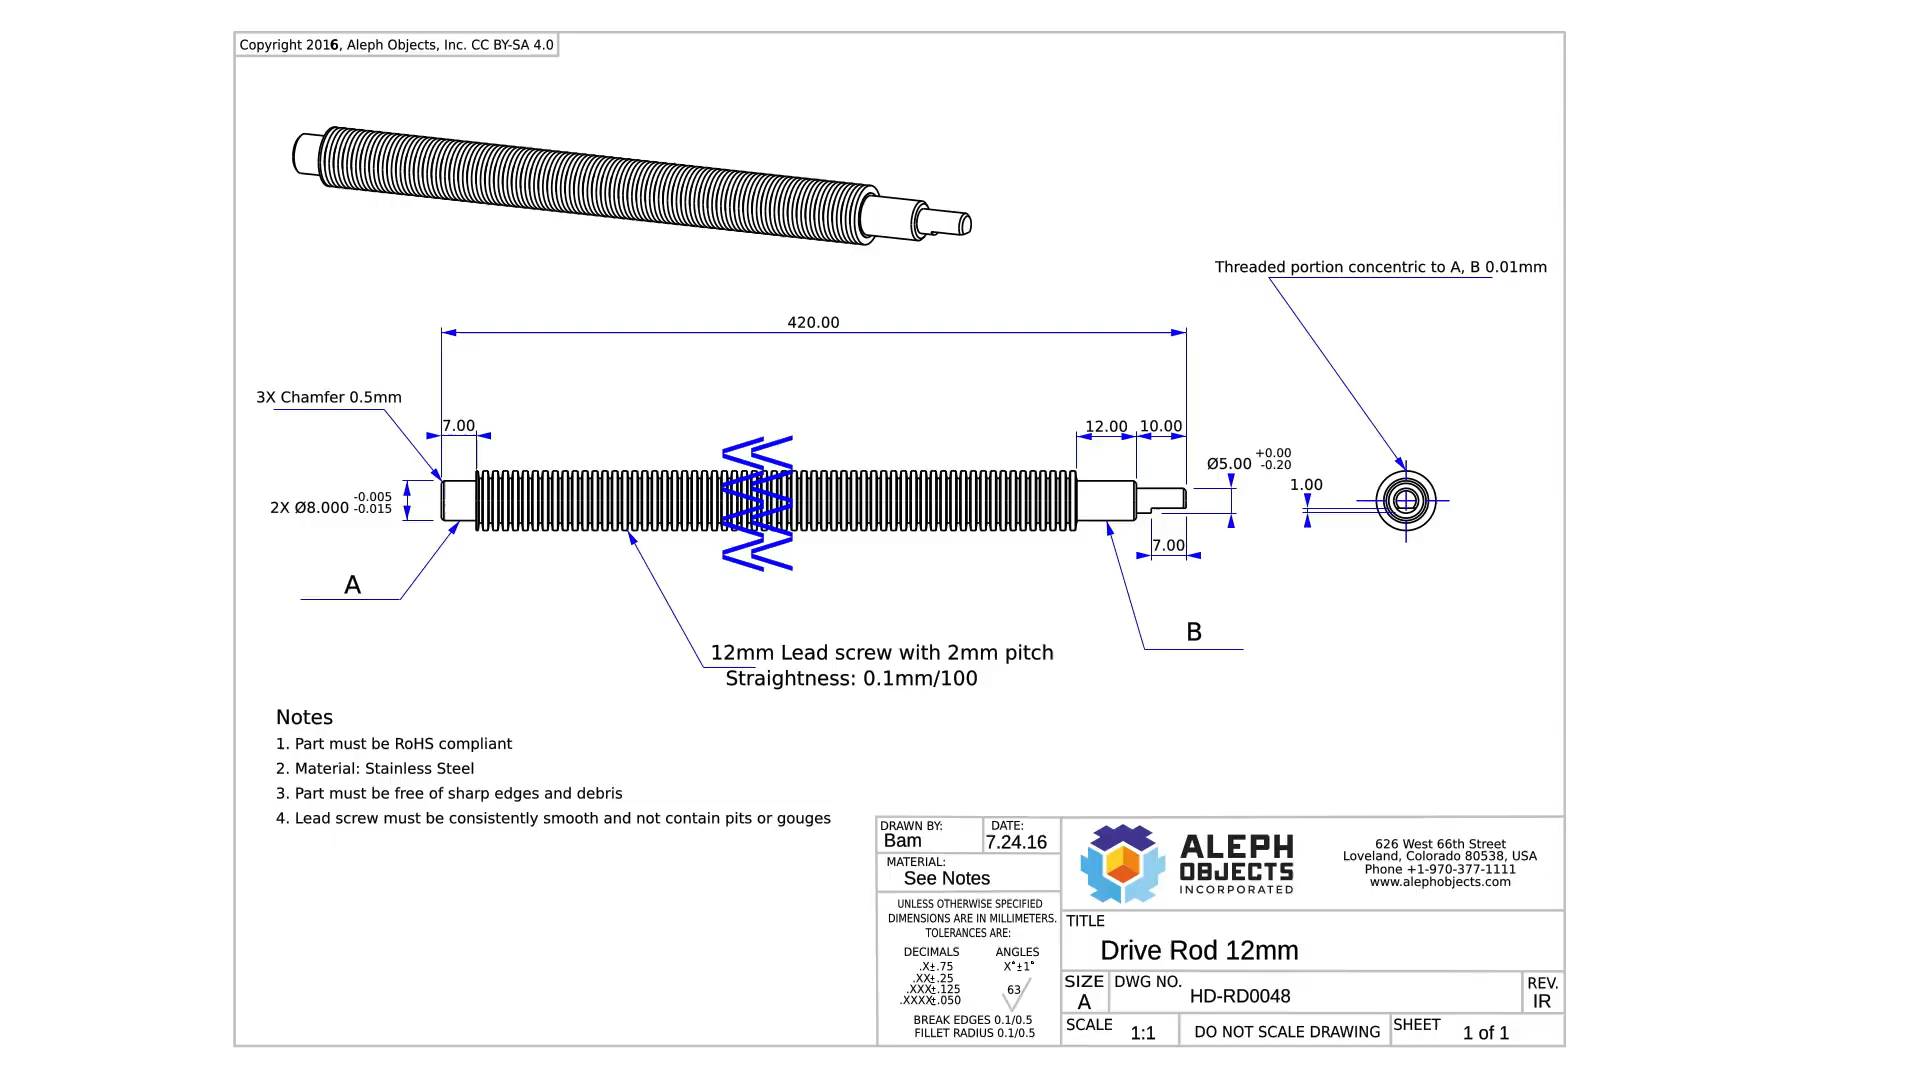 Copyright 2016, Aleph Objects, Inc. CC BY-SA 4.0
Threaded portion concentric to A, B 0.01mm
420.00
3X Chamfer 0.5mm
7.00
12.00
10.00
Ø5.00 +0.00
-0.20
1.00
2X Ø8.000 -0.005
-0.015
7.00
A
B
12mm Lead screw with 2mm pitch
Straightness: 0.1mm/100
Notes
1. Part must be RoHS compliant
2. Material: Stainless Steel
3. Part must be free of sharp edges and debris
4. Lead screw must be consistently smooth and not contain pits or gouges
DRAWN BY:
Bam
DATE:
7.24.16
MATERIAL:
See Notes
UNLESS OTHERWISE SPECIFIED
DIMENSIONS ARE IN MILLIMETERS.
TOLERANCES ARE:
DECIMALS
.X±.75
.XX±.25
.XXX±.125
.XXXX±.050
ANGLES
X°±1°
63
BREAK EDGES 0.1/0.5
FILLET RADIUS 0.1/0.5
ALEPH
OBJECTS
INCORPORATED
626 West 66th Street
Loveland, Colorado 80538, USA
Phone +1-970-377-1111
www.alephobjects.com
TITLE
Drive Rod 12mm
SIZE
A
DWG NO.
HD-RD0048
REV.
IR
SCALE
1:1
DO NOT SCALE DRAWING
SHEET
1 of 1